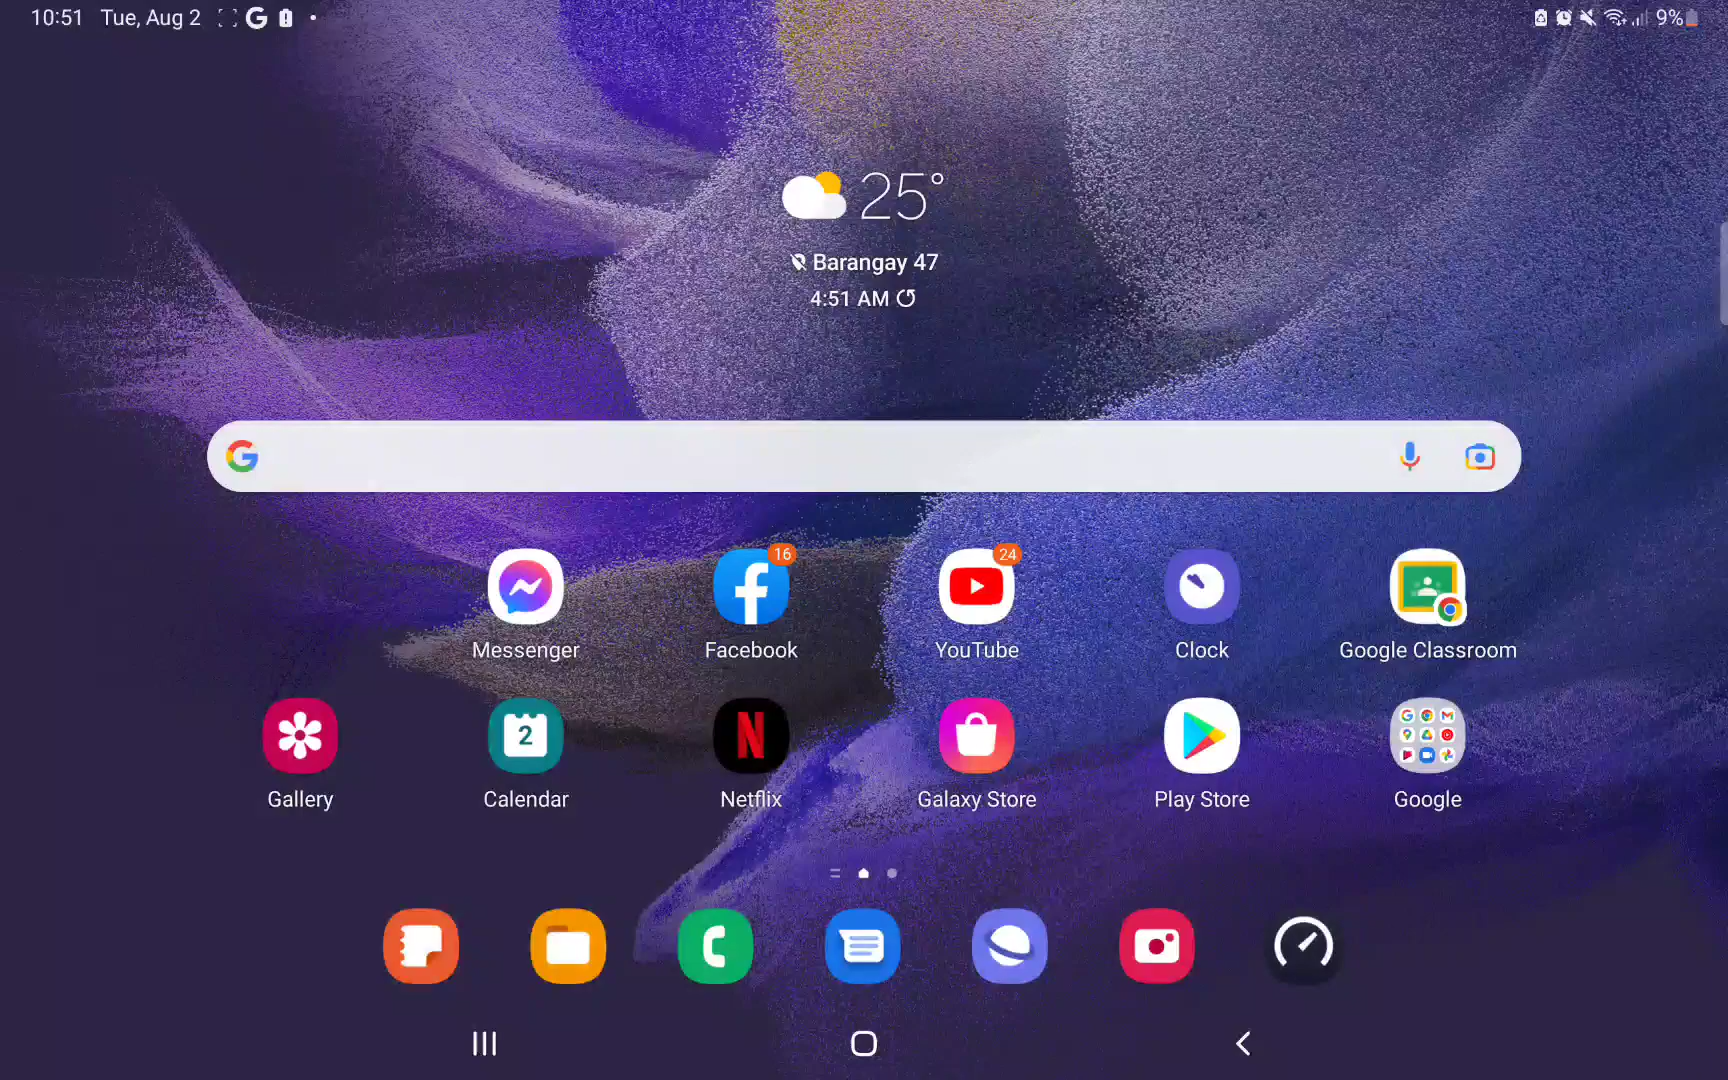 10:51 Tue, Aug 2
9%
25°
Barangay 47
4:51 AM
16
24
Messenger
Facebook
YouTube
Clock
Google Classroom
2
Gallery
Calendar
Netflix
Galaxy Store
Play Store
Google